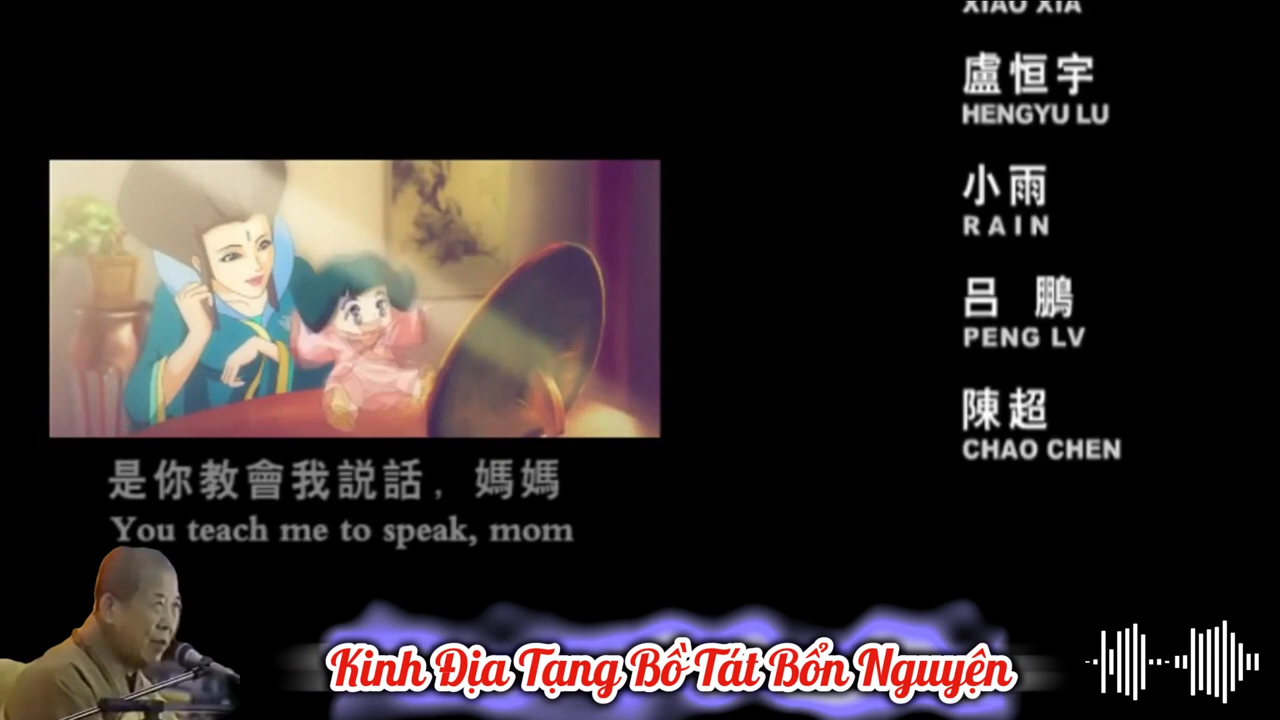 XIAO XIA
盧恒宇
HENGYU LU
小雨
RAIN
吕 鵬
PENG LV
陳超
CHAO CHEN
是你教會我説話，媽媽
You teach me to speak, mom
Kinh Địa Tạng Bồ Tát Bổn Nguyện